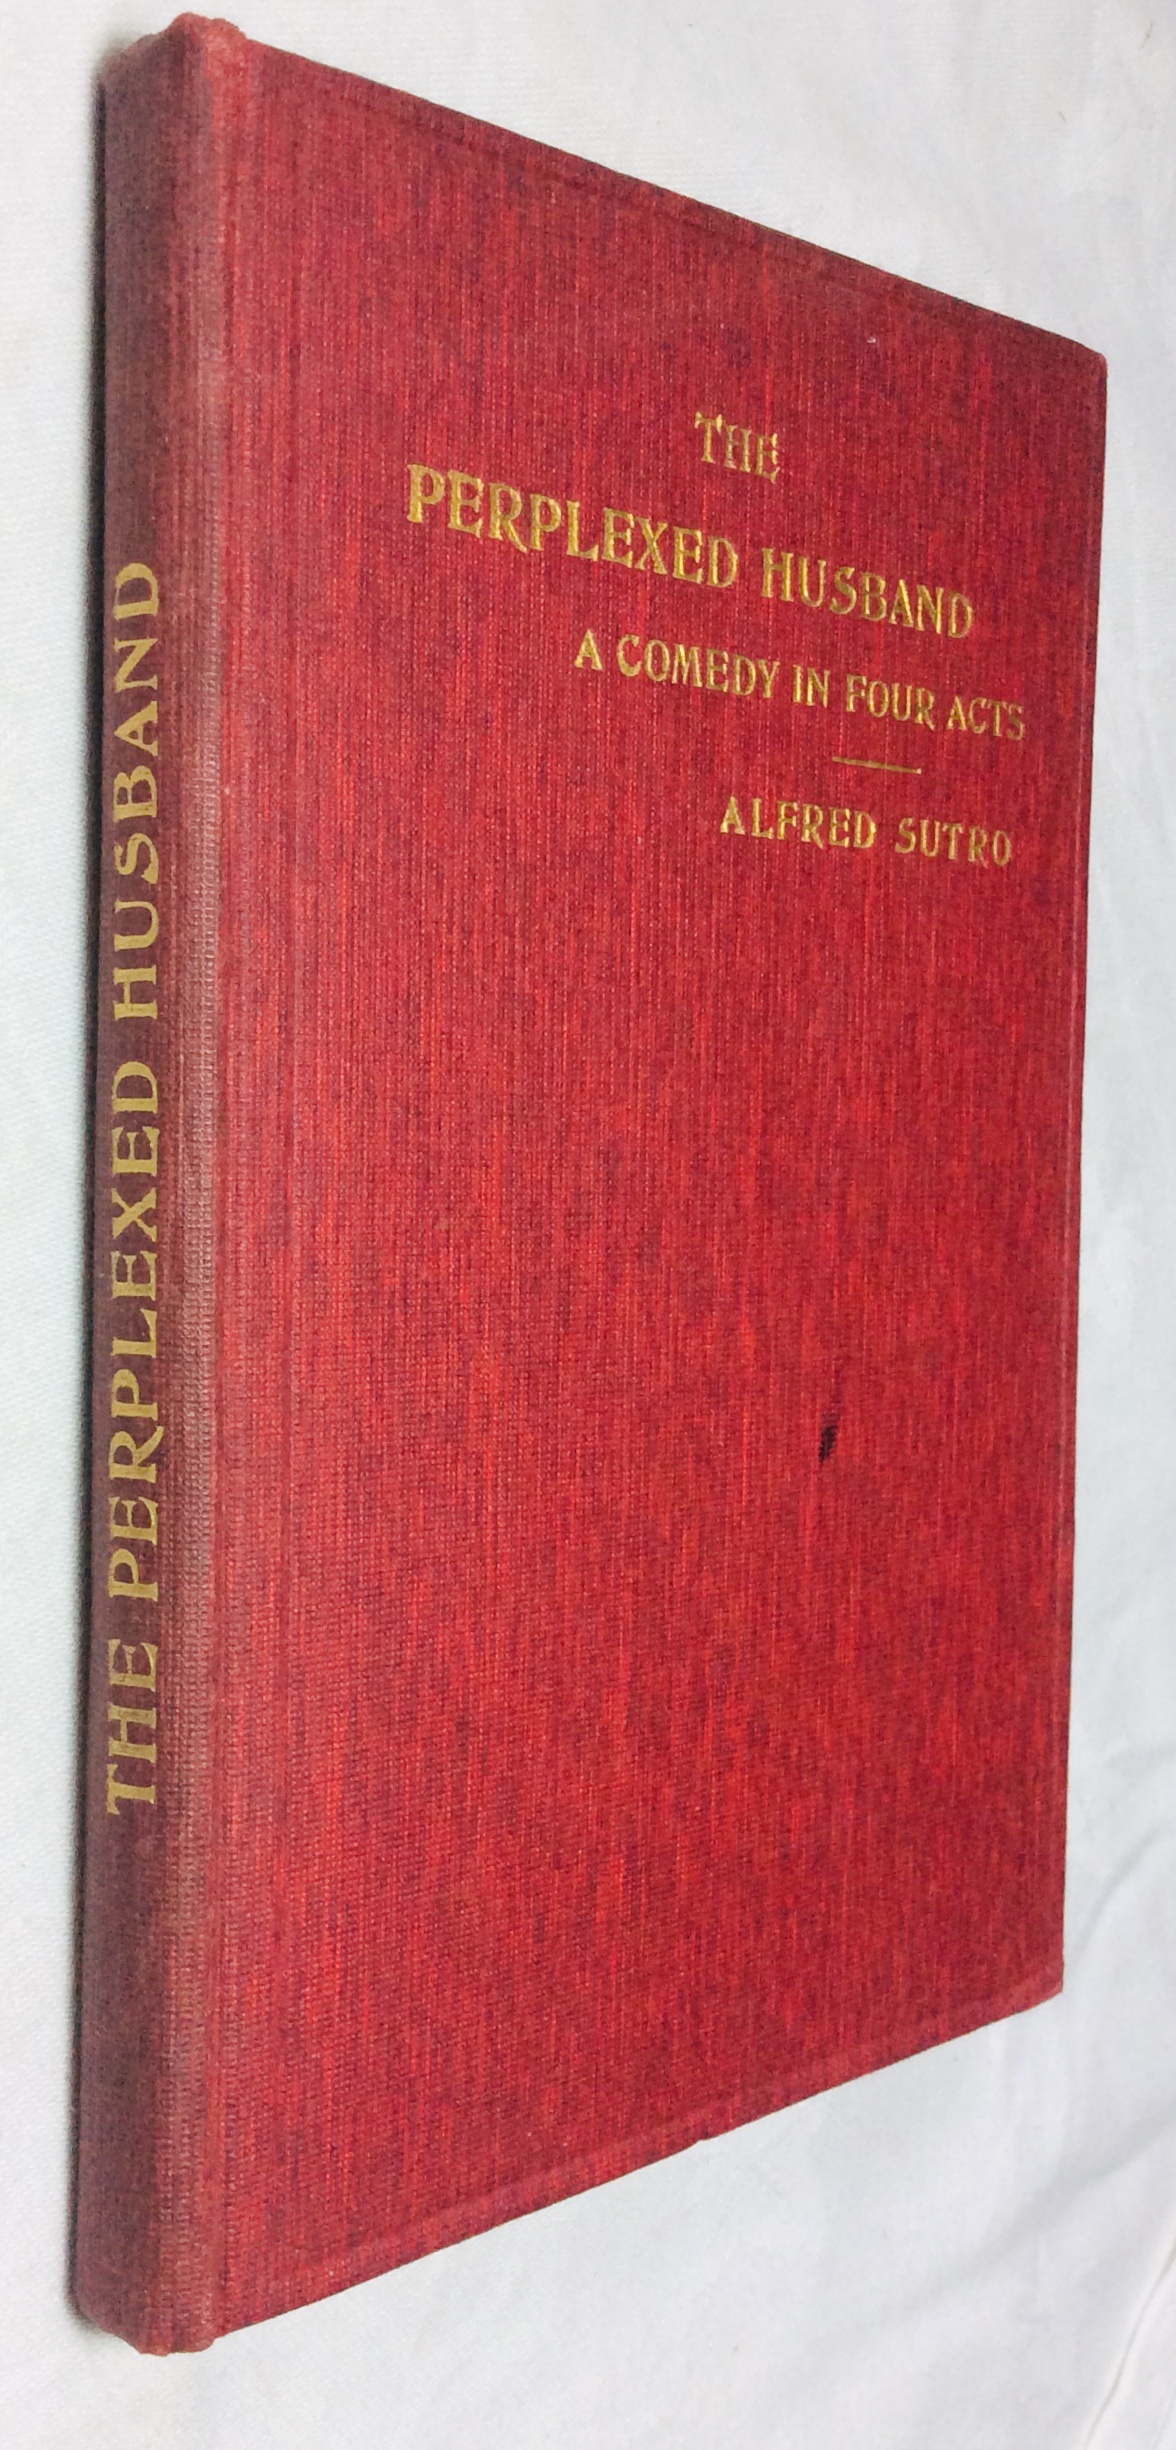 THE PERPLEXED HUSBAND
THE
PERPLEXED HUSBAND
A COMEDY IN FOUR ACTS
ALFRED SUTRO